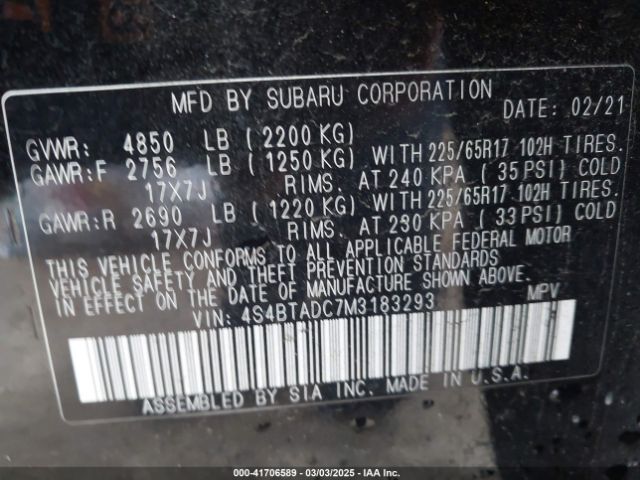 MFD BY SUBARU CORPORATION
DATE: 02/21
GVWR: 4850 LB (2200 KG)
GAWR:F 2756 LB (1250 KG) WITH 225/65R17 102H TIRES.
17X7J RIMS. AT 240 KPA (35 PSI) COLD
GAWR:R 2690 LB (1220 KG) WITH 225/65R17 102H TIRES.
17X7J RIMS. AT 230 KPA (33 PSI) COLD
THIS VEHICLE CONFORMS TO ALL APPLICABLE FEDERAL MOTOR
VEHICLE SAFETY AND THEFT PREVENTION STANDARDS
IN EFFECT ON THE DATE OF MANUFACTURE SHOWN ABOVE.
VIN: 4S4BTADC7M3183293 MPV
ASSEMBLED BY SIA INC. MADE IN U.S.A.
000-41706589 - 03/03/2025 - IAA Inc.